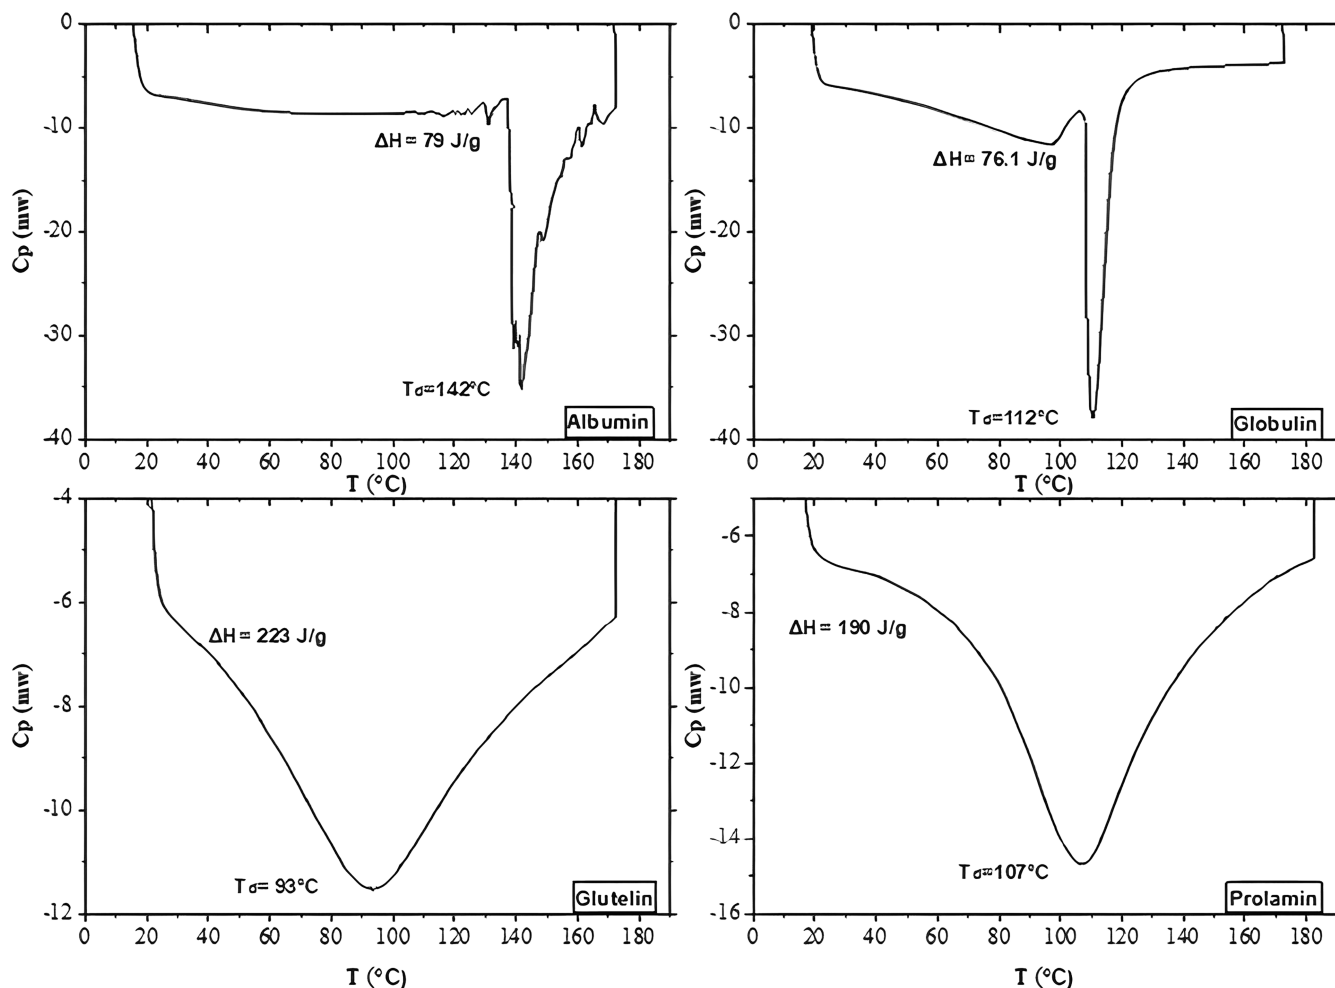 0
-10
-20
-30
-40
Cp (mw)
ΔH = 79 J/g
Tσ=142°C
Albumin
0 20 40 60 80 100 120 140 160 180
T (°C)
0
-10
-20
-30
-40
Cp (mw)
ΔH= 76.1 J/g
Tσ=112°C
Globulin
0 20 40 60 80 100 120 140 160 180
T (°C)
-4
-6
-8
-10
-12
Cp (mw)
ΔH = 223 J/g
Tσ= 93°C
Glutelin
0 20 40 60 80 100 120 140 160 180
T (°C)
-6
-8
-10
-12
-14
-16
Cp (mw)
ΔH = 190 J/g
Tσ=107°C
Prolamin
0 20 40 60 80 100 120 140 160 180
T (°C)